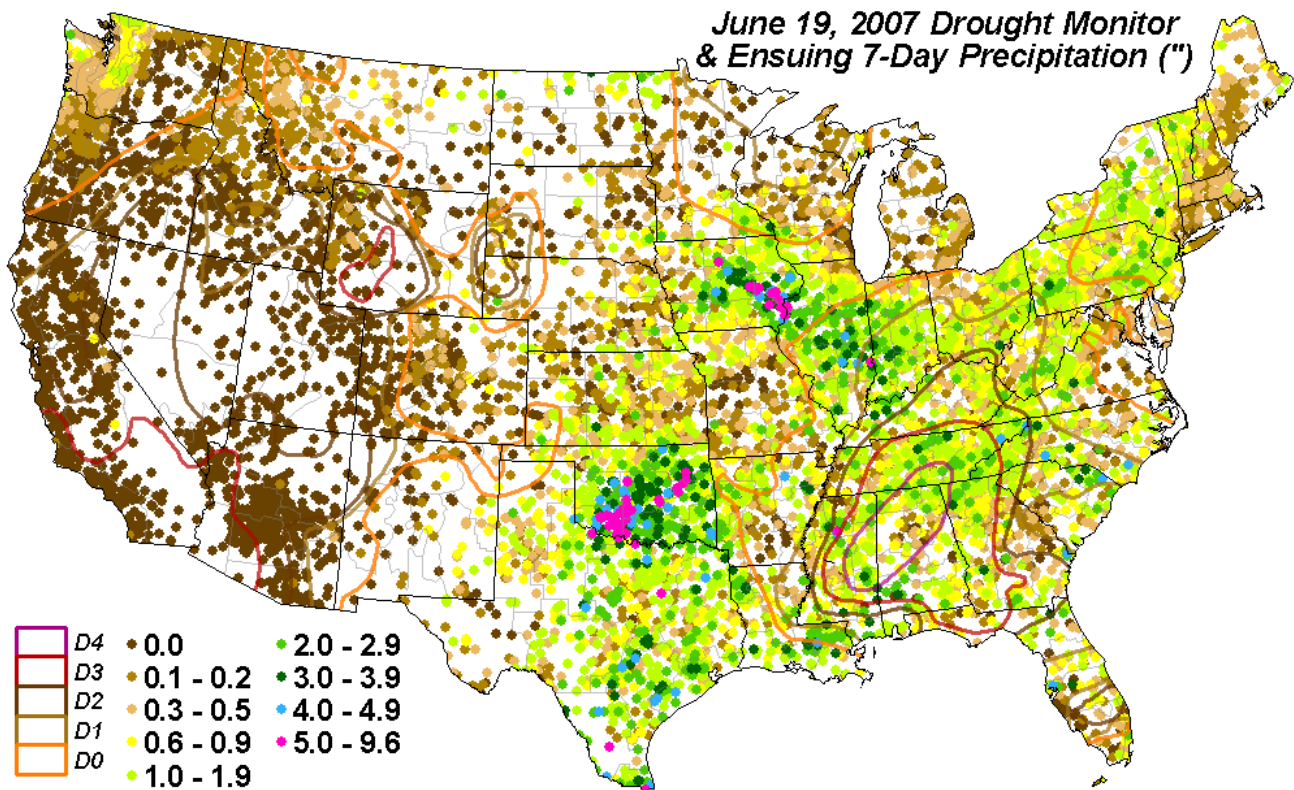 June 19, 2007 Drought Monitor
& Ensuing 7-Day Precipitation (")
D4
D3
D2
D1
D0
0.0
0.1 - 0.2
0.3 - 0.5
0.6 - 0.9
1.0 - 1.9
2.0 - 2.9
3.0 - 3.9
4.0 - 4.9
5.0 - 9.6